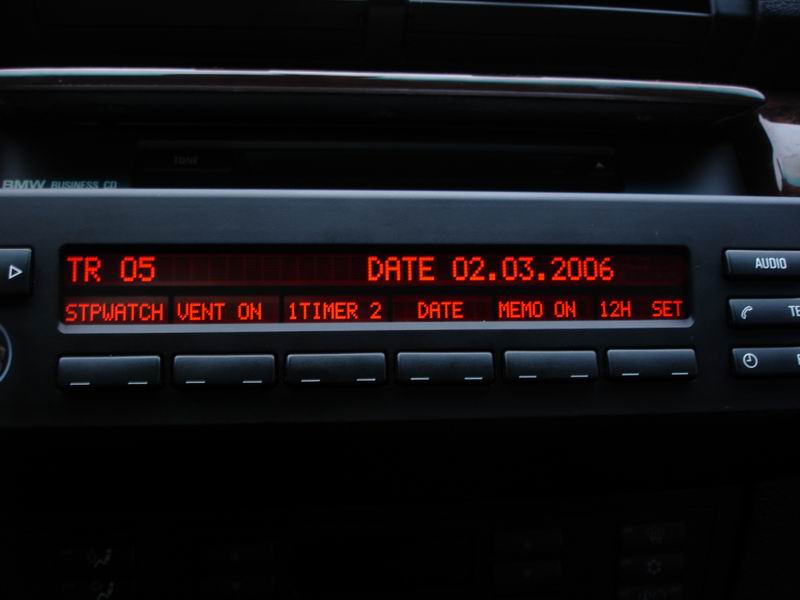 TONE
BMW BUSINESS CD
TR 05 DATE 02.03.2006
STPWATCH VENT ON 1TIMER 2 DATE MEMO ON 12H SET
AUDIO